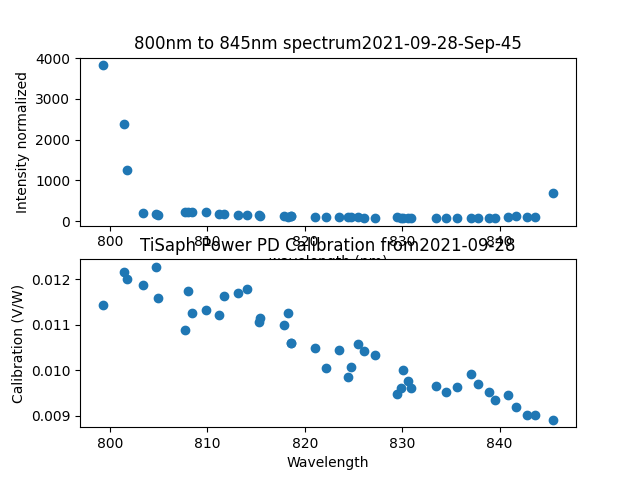 800nm to 845nm spectrum2021-09-28-Sep-45
Intensity normalized
4000
3000
2000
1000
0
800 810 820 830 840
wavelength (nm)
TiSaph Power PD Calibration from2021-09-28
Calibration (V/W)
0.012
0.011
0.010
0.009
800 810 820 830 840
Wavelength